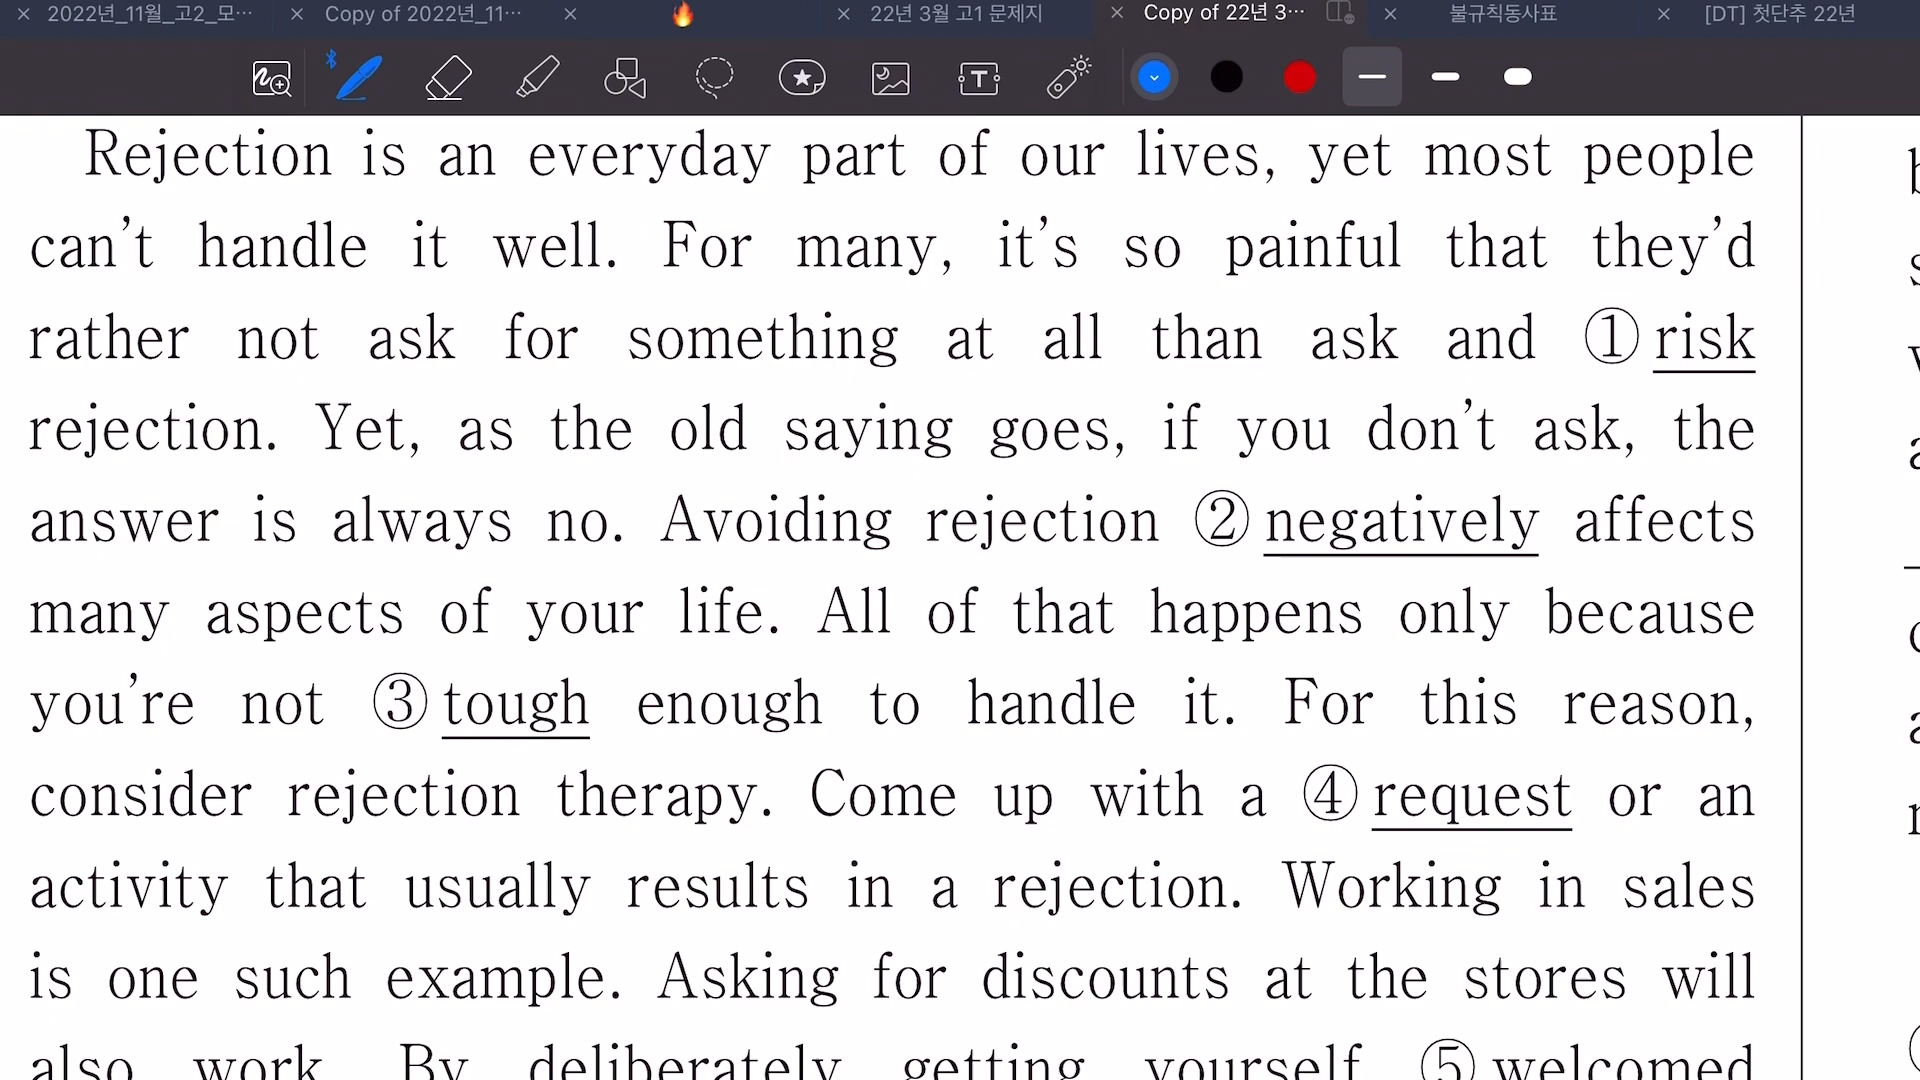 2022년_11월_고2_모··· Copy of 2022년_11··· 22년 3월 고1 문제지 Copy of 22년 3··· 불규칙동사표 [DT] 첫단추 22년
Rejection is an everyday part of our lives, yet most people
can't handle it well. For many, it's so painful that they'd
rather not ask for something at all than ask and ① risk
rejection. Yet, as the old saying goes, if you don't ask, the
answer is always no. Avoiding rejection ② negatively affects
many aspects of your life. All of that happens only because
you're not ③ tough enough to handle it. For this reason,
consider rejection therapy. Come up with a ④ request or an
activity that usually results in a rejection. Working in sales
is one such example. Asking for discounts at the stores will
also work. By deliberately getting yourself ⑤ welcomed